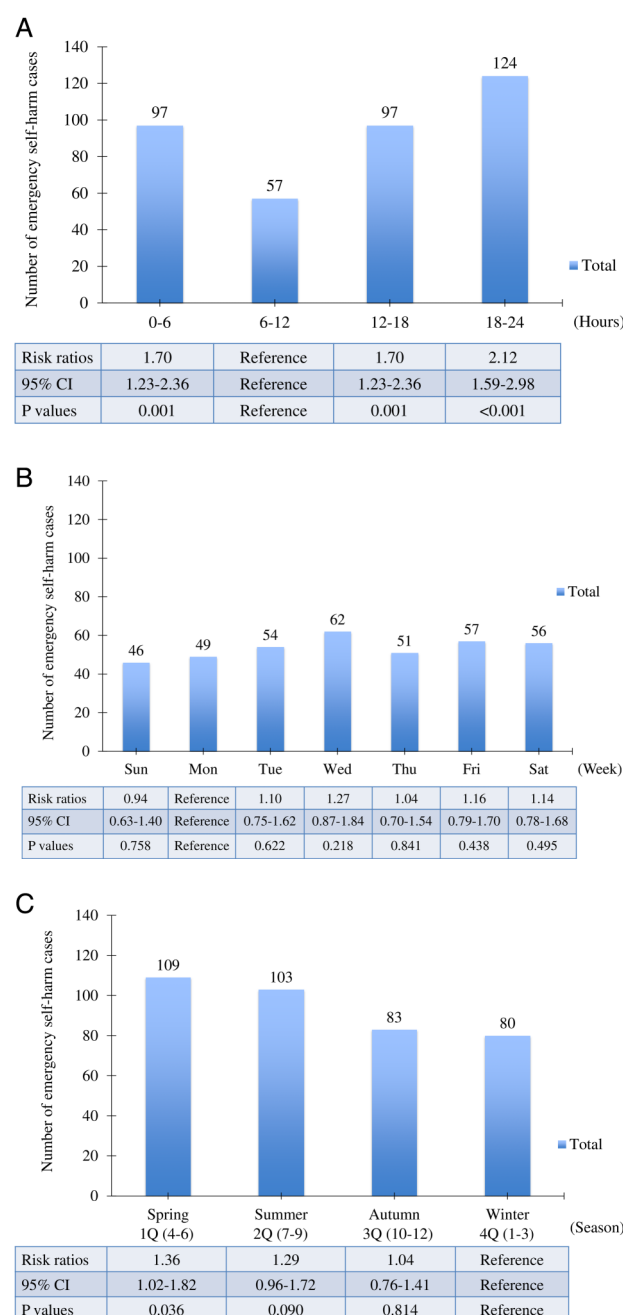 A
Number of emergency self-harm cases
140
120
100
80
60
40
20
0
97
57
97
124
Total
0-6 6-12 12-18 18-24 (Hours)
Risk ratios 1.70 Reference 1.70 2.12
95% CI 1.23-2.36 Reference 1.23-2.36 1.59-2.98
P values 0.001 Reference 0.001 <0.001
B
Number of emergency self-harm cases
140
120
100
80
60
40
20
0
46
49
54
62
51
57
56
Total
Sun Mon Tue Wed Thu Fri Sat (Week)
Risk ratios 0.94 Reference 1.10 1.27 1.04 1.16 1.14
95% CI 0.63-1.40 Reference 0.75-1.62 0.87-1.84 0.70-1.54 0.79-1.70 0.78-1.68
P values 0.758 Reference 0.622 0.218 0.841 0.438 0.495
C
Number of emergency self-harm cases
140
120
100
80
60
40
20
0
109
103
83
80
Total
Spring Summer Autumn Winter
1Q (4-6) 2Q (7-9) 3Q (10-12) 4Q (1-3) (Season)
Risk ratios 1.36 1.29 1.04 Reference
95% CI 1.02-1.82 0.96-1.72 0.76-1.41 Reference
P values 0.036 0.090 0.814 Reference